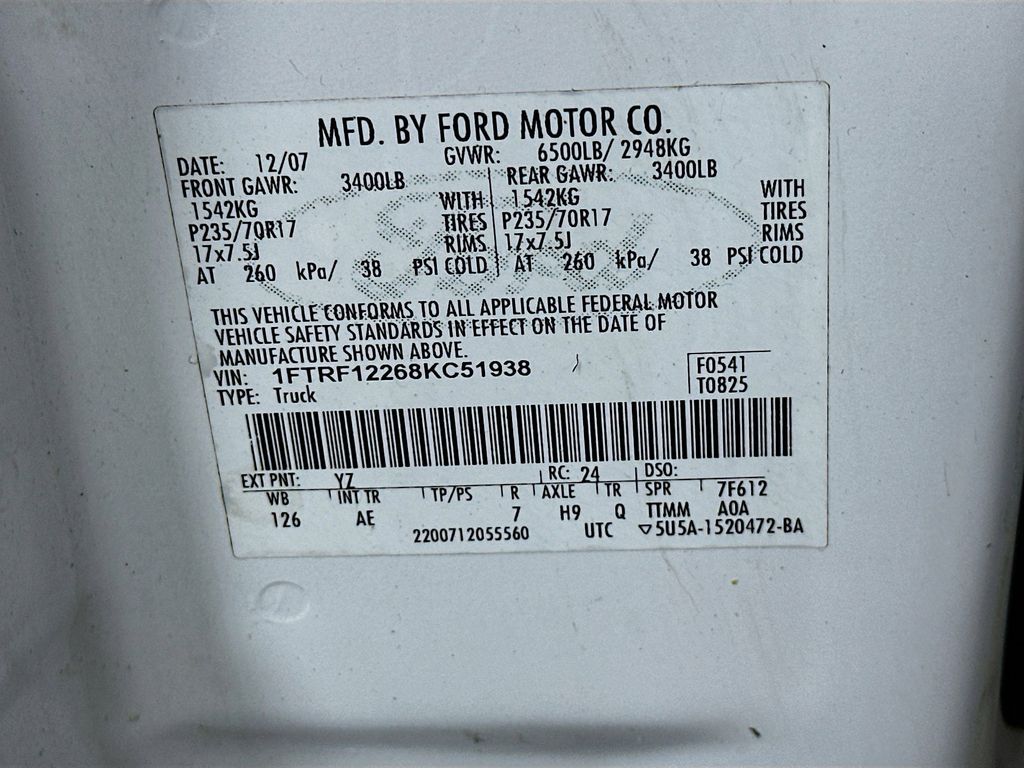 MFD. BY FORD MOTOR CO.
DATE: 12/07 GVWR: 6500LB/ 2948KG
FRONT GAWR: 3400LB REAR GAWR: 3400LB
1542KG WITH 1542KG WITH
P235/70R17 TIRES P235/70R17 TIRES
17x7.5J RIMS 17x7.5J RIMS
AT 260 kPa/ 38 PSI COLD AT 260 kPa/ 38 PSI COLD
THIS VEHICLE CONFORMS TO ALL APPLICABLE FEDERAL MOTOR
VEHICLE SAFETY STANDARDS IN EFFECT ON THE DATE OF
MANUFACTURE SHOWN ABOVE.
VIN: 1FTRF12268KC51938 F0541
TYPE: Truck T0825
EXT PNT: YZ RC: 24 DSO:
WB INT TR TP/PS R AXLE TR SPR 7F612
126 AE 7 H9 Q TTMM A0A
2200712055560 UTC ▽5U5A-1520472-BA